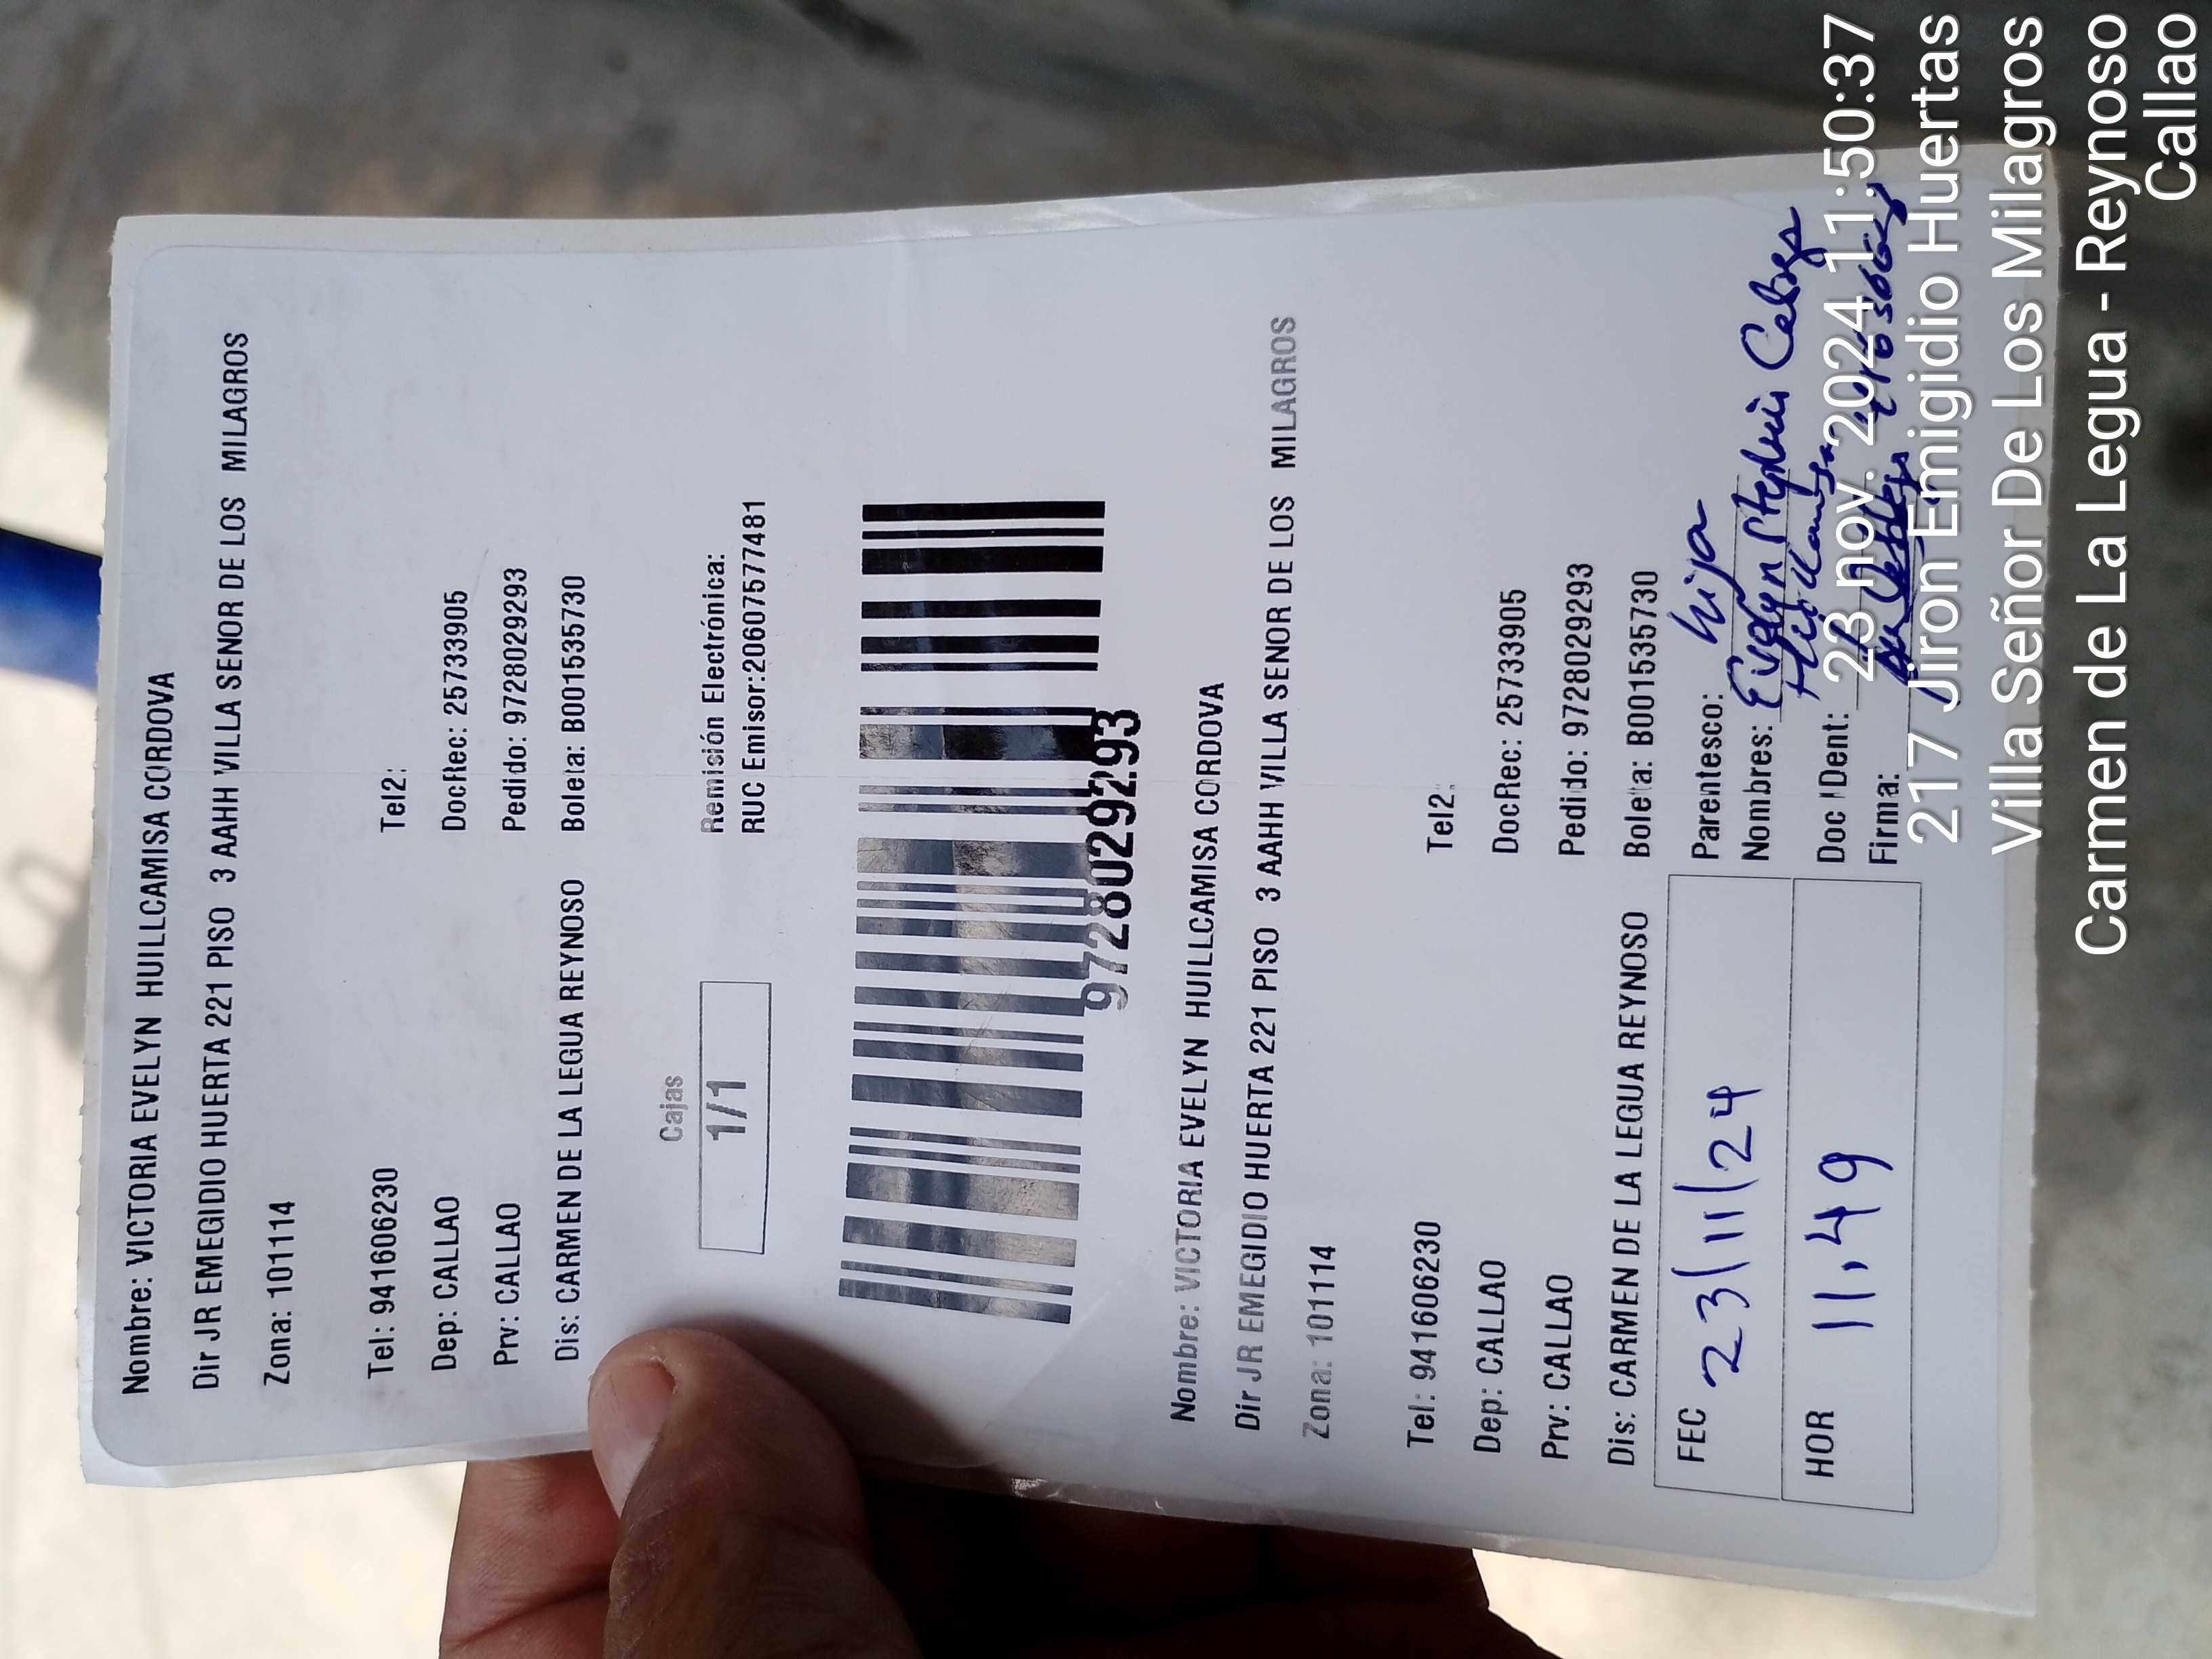 Nombre: VICTORIA EVELYN HUILLCAMISA CORDOVA
Dir JR EMEGIDIO HUERTA 221 PISO 3 AAHH VILLA SENOR DE LOS MILAGROS
Zona: 101114
Tel: 941606230 Tel2:
Dep: CALLAO DocRec: 25733905
Prv: CALLAO Pedido: 9728029293
Dis: CARMEN DE LA LEGUA REYNOSO Boleta: B001535730
Cajas Remisión Electrónica:
1/1 RUC Emisor:20607577481
9728029293
Nombre: VICTORIA EVELYN HUILLCAMISA CORDOVA
Dir JR EMEGIDIO HUERTA 221 PISO 3 AAHH VILLA SENOR DE LOS MILAGROS
Zona: 101114
Tel: 941606230 Tel2:
Dep: CALLAO DocRec: 25733905
Prv: CALLAO Pedido: 9728029293
Dis: CARMEN DE LA LEGUA REYNOSO Boleta: B001535730
FEC 23/11/24 Parentesco: hija
Nombres:
HOR 11,49 Doc IDent:
Firma:
23 nov. 2024 11:50:37
217 Jiron Emigidio Huertas
Villa Señor De Los Milagros
Carmen de La Legua - Reynoso
Callao